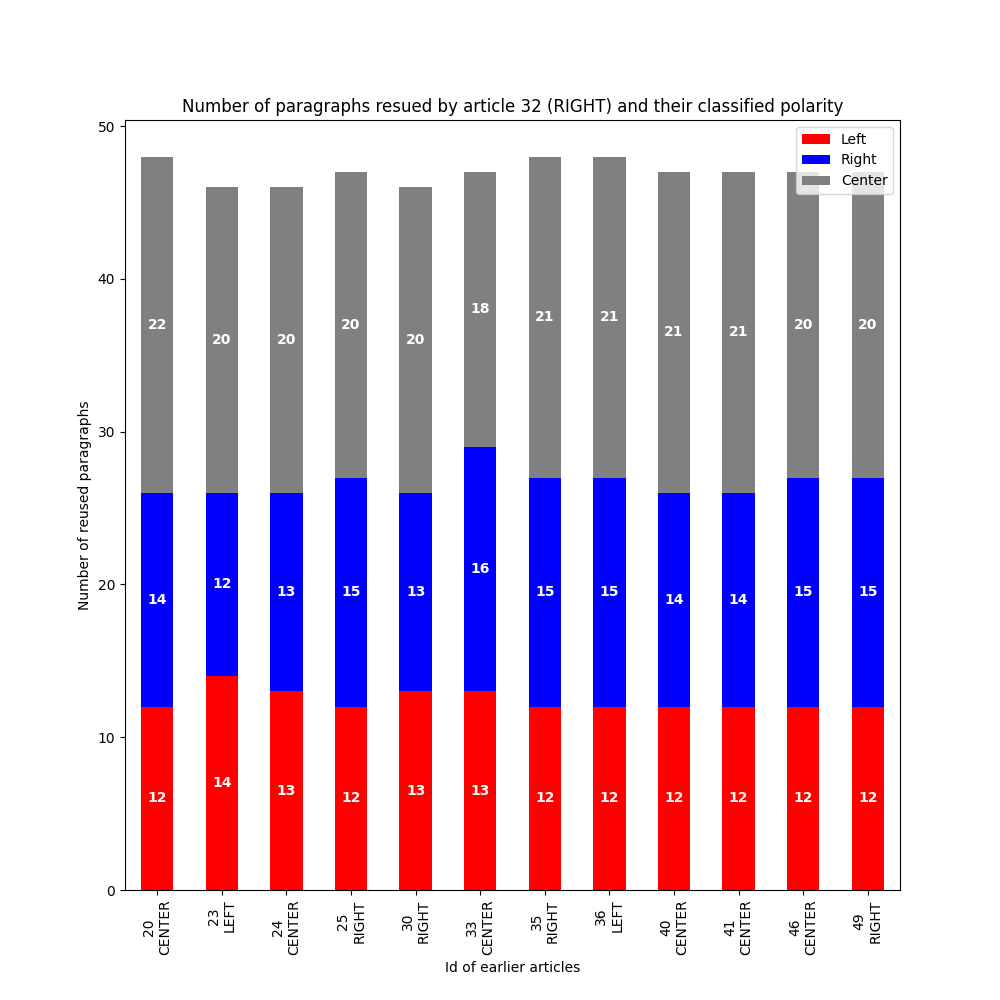 Number of paragraphs resued by article 32 (RIGHT) and their classified polarity
Left
Right
Center
50
40
30
20
10
0
Number of reused paragraphs
22 20 20 20 20 18 21 21 21 21 20 20
14 12 13 15 13 16 15 15 14 14 15 15
12 14 13 12 13 13 12 12 12 12 12 12
20
CENTER
23
LEFT
24
CENTER
25
RIGHT
30
RIGHT
33
CENTER
35
RIGHT
36
LEFT
40
CENTER
41
CENTER
46
CENTER
49
RIGHT
Id of earlier articles